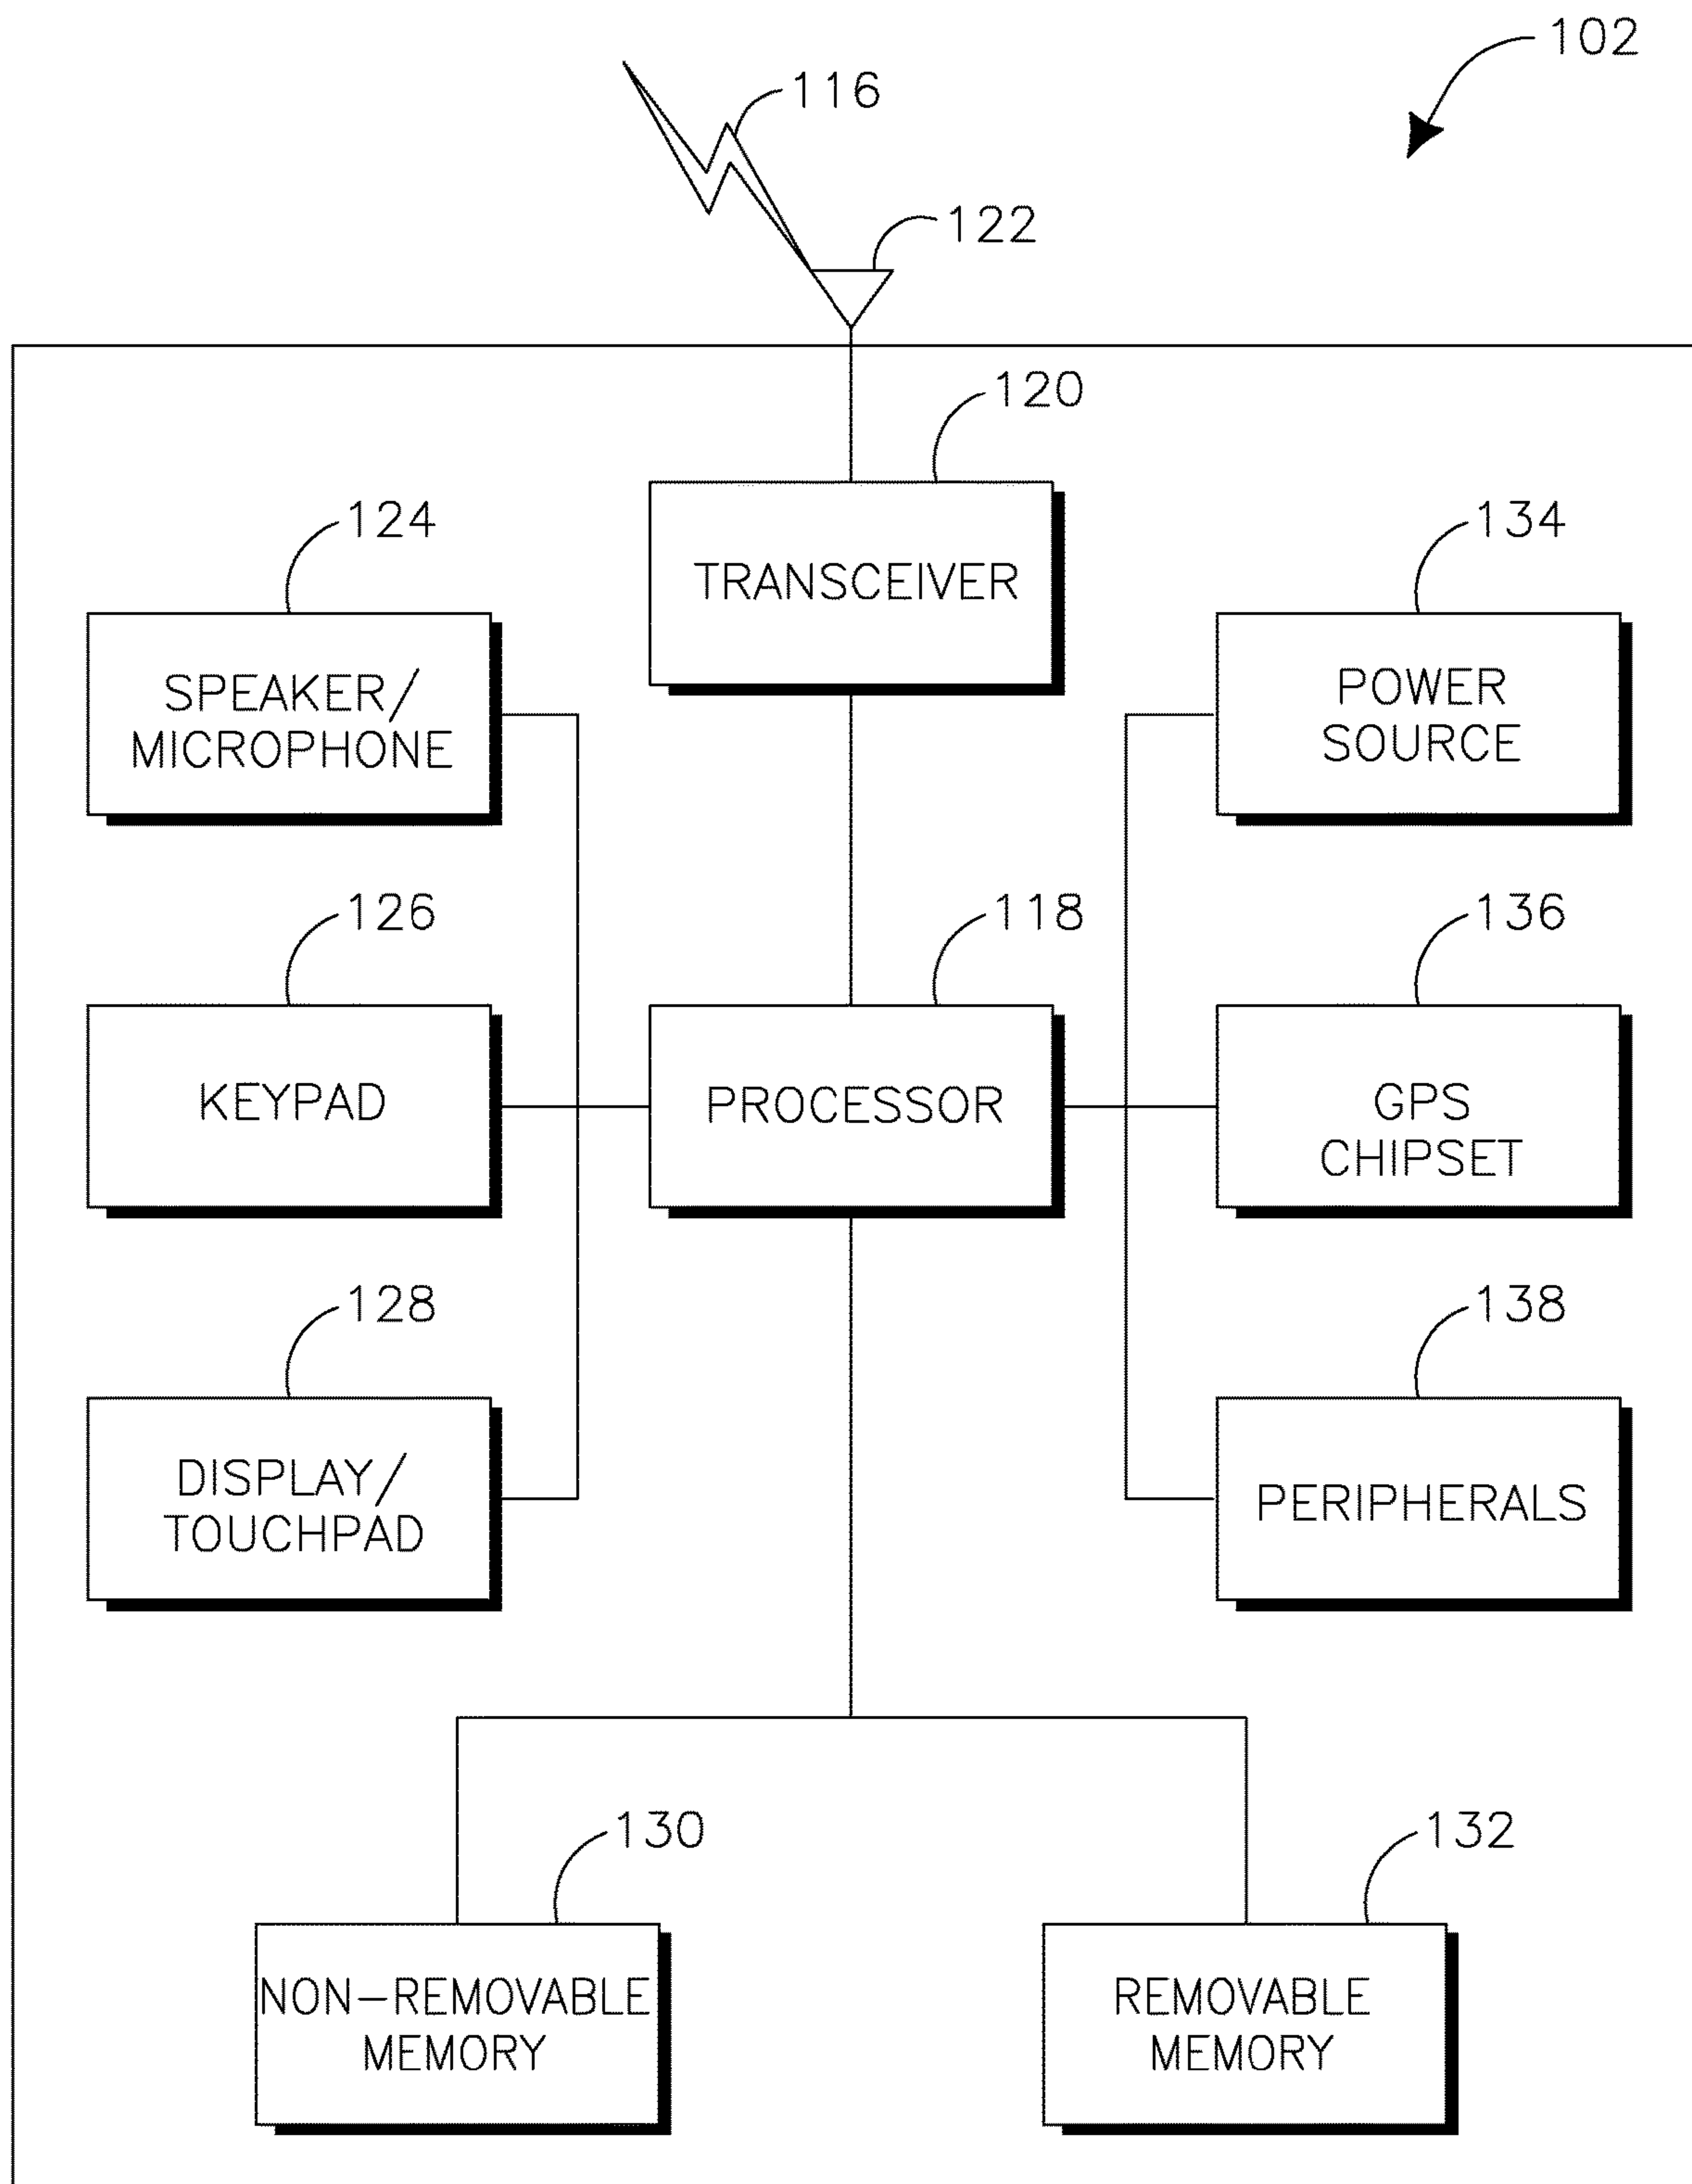 102
116
122
120
TRANSCEIVER
124
SPEAKER/
MICROPHONE
134
POWER
SOURCE
126
KEYPAD
118
PROCESSOR
136
GPS
CHIPSET
128
DISPLAY/
TOUCHPAD
138
PERIPHERALS
130
NON-REMOVABLE
MEMORY
132
REMOVABLE
MEMORY